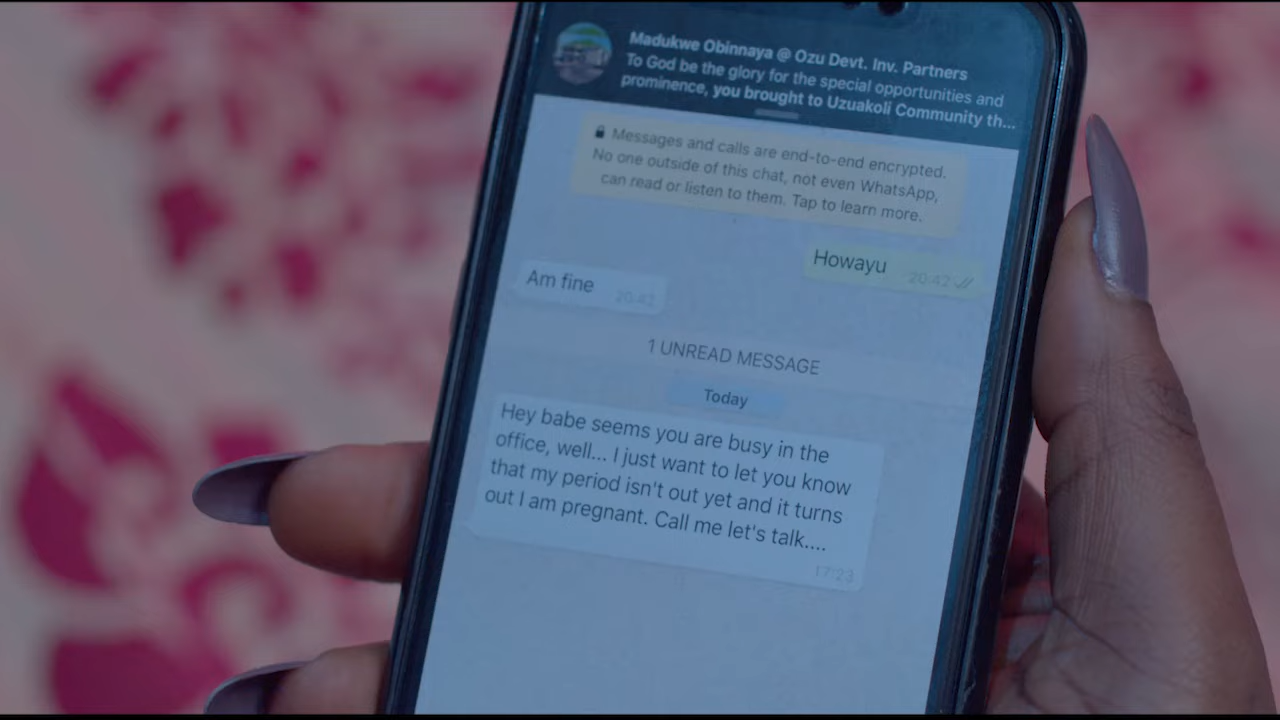 Madukwe Obinnaya @ Ozu Devt. Inv. Partners
To God be the glory for the special opportunities and
prominence, you brought to Uzuakoli Community th...
Messages and calls are end-to-end encrypted.
No one outside of this chat, not even WhatsApp,
can read or listen to them. Tap to learn more.
Howayu 20:42
Am fine 20:42
1 UNREAD MESSAGE
Today
Hey babe seems you are busy in the
office, well... I just want to let you know
that my period isn't out yet and it turns
out I am pregnant. Call me let's talk....
17:23